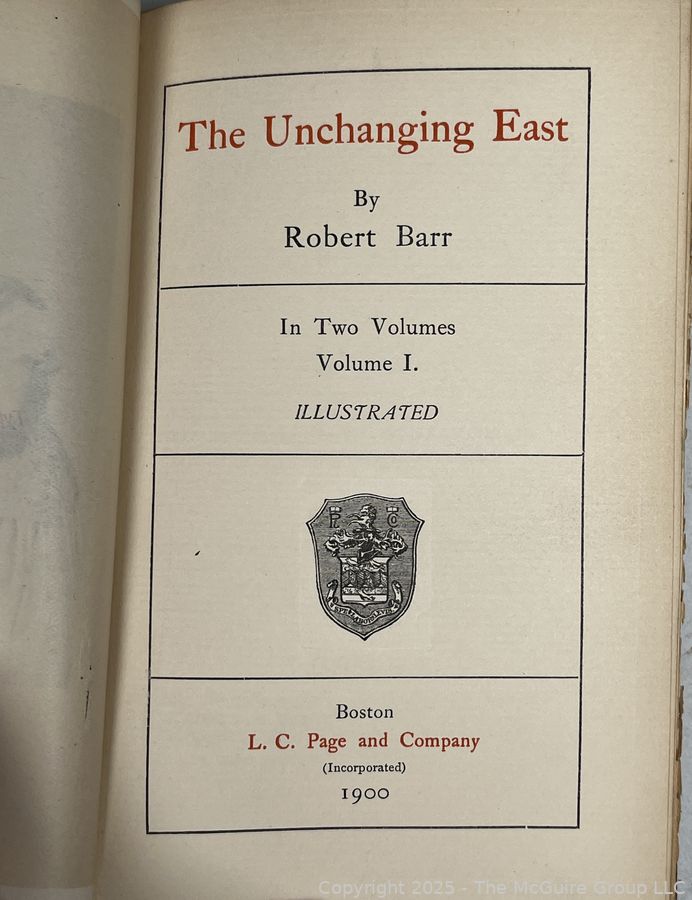 The Unchanging East
By
Robert Barr
In Two Volumes
Volume I.
ILLUSTRATED
P. Co
Boston
L. C. Page and Company
(Incorporated)
1900
Copyright 2025 - The McGuire Group LLC